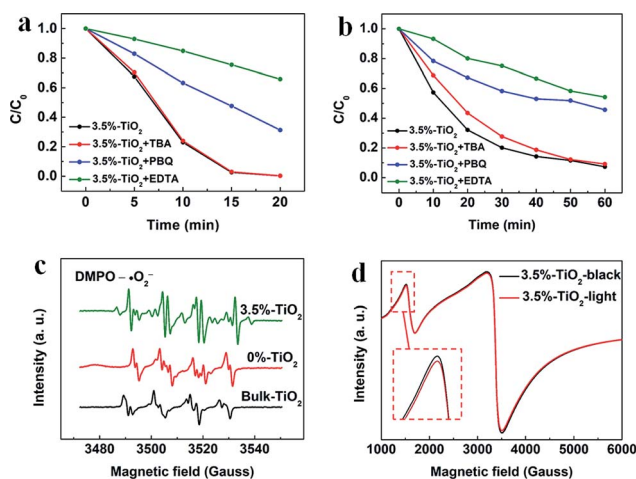 a
1.0
0.8
0.6
0.4
0.2
0.0
C/C₀
3.5%-TiO₂
3.5%-TiO₂+TBA
3.5%-TiO₂+PBQ
3.5%-TiO₂+EDTA
0 5 10 15 20
Time (min)
b
1.0
0.8
0.6
0.4
0.2
0.0
C/C₀
3.5%-TiO₂
3.5%-TiO₂+TBA
3.5%-TiO₂+PBQ
3.5%-TiO₂+EDTA
0 10 20 30 40 50 60
Time (min)
c
DMPO – •O₂⁻
3.5%-TiO₂
0%-TiO₂
Bulk-TiO₂
Intensity (a. u.)
3480 3500 3520 3540
Magnetic field (Gauss)
d
3.5%-TiO₂-black
3.5%-TiO₂-light
Intensity (a. u.)
1000 2000 3000 4000 5000 6000
Magnetic field (Gauss)